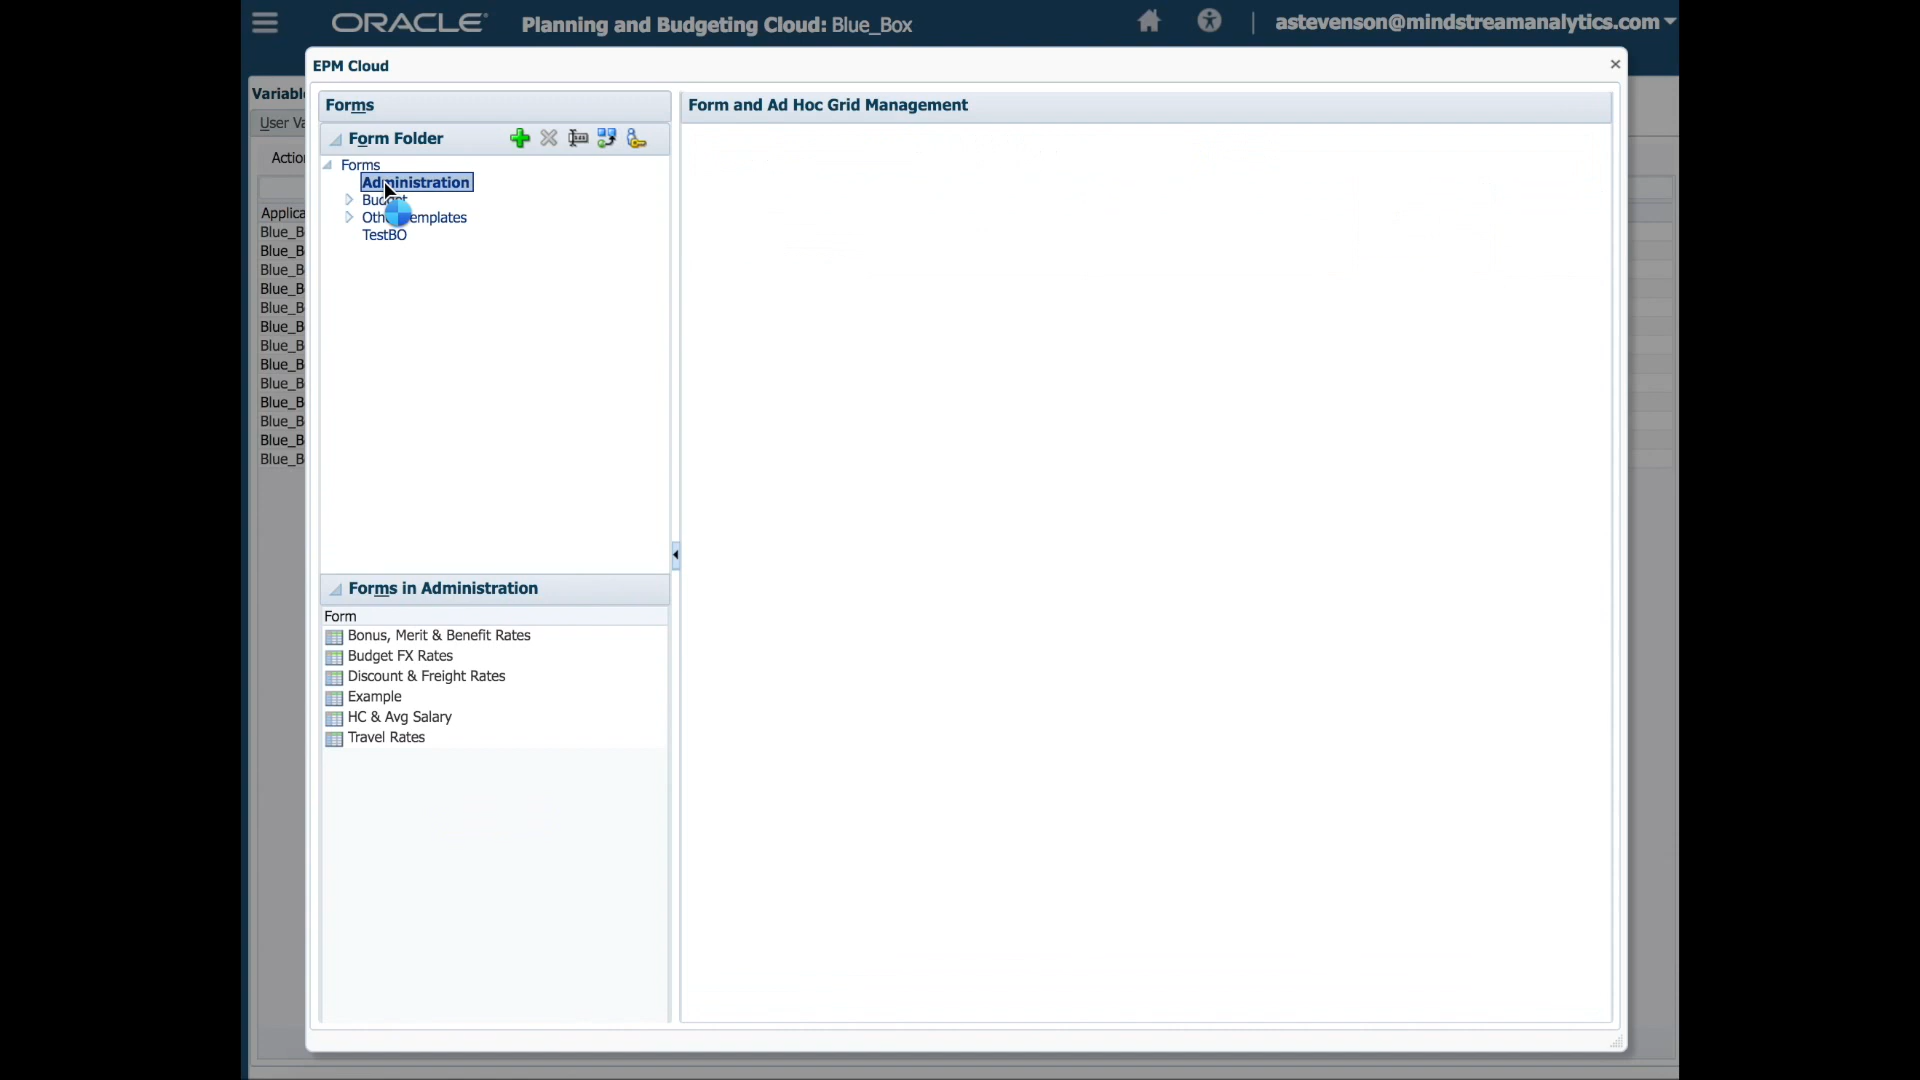 ORACLE Planning and Budgeting Cloud: Blue_Box astevenson@mindstreamanalytics.com
EPM Cloud
Forms
Form Folder
Forms
Administration
Budget
Other Templates
TestBO
Forms in Administration
Form
Bonus, Merit & Benefit Rates
Budget FX Rates
Discount & Freight Rates
Example
HC & Avg Salary
Travel Rates
Form and Ad Hoc Grid Management
Variabl
User Va
Actio
Applica
Blue_B
Blue_B
Blue_B
Blue_B
Blue_B
Blue_B
Blue_B
Blue_B
Blue_B
Blue_B
Blue_B
Blue_B
Blue_B